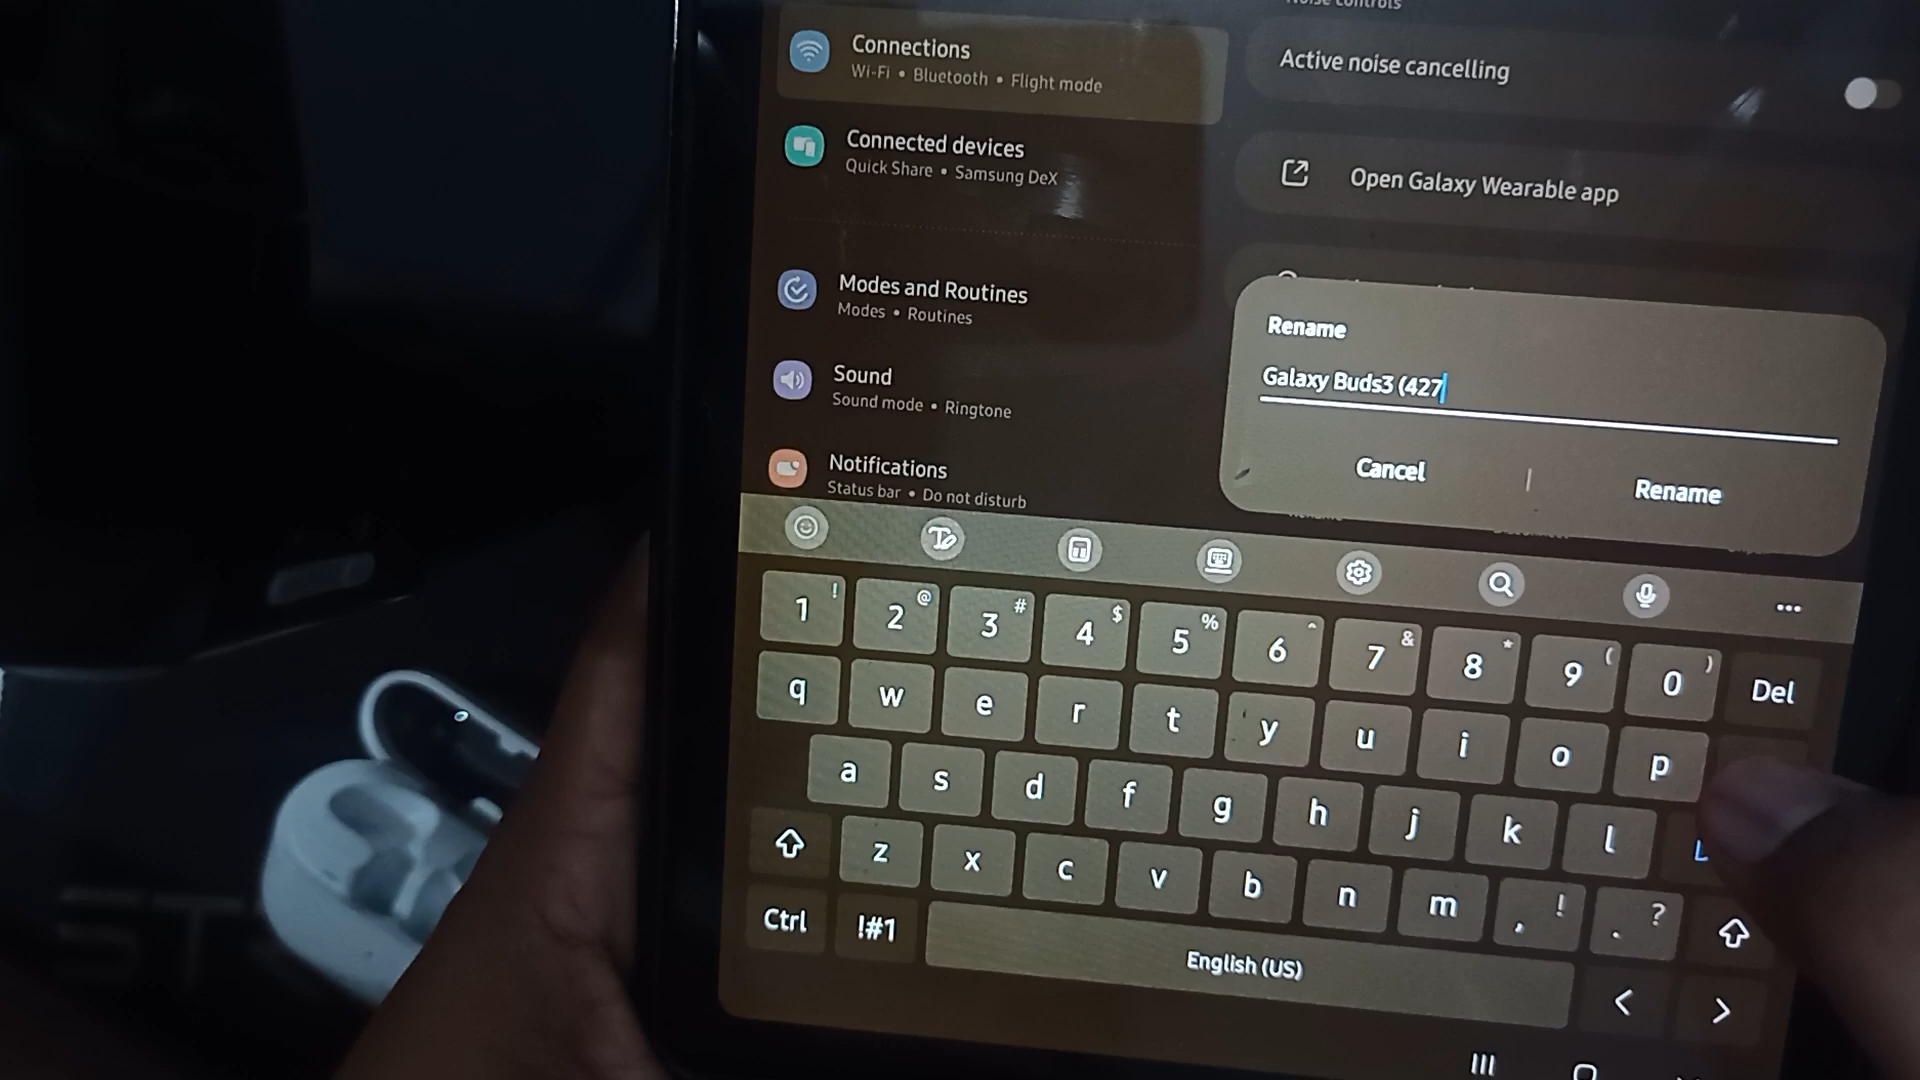 Noise controls
Connections
Wi-Fi • Bluetooth • Flight mode
Active noise cancelling
Connected devices
Quick Share • Samsung DeX
Open Galaxy Wearable app
Modes and Routines
Modes • Routines
Rename
Galaxy Buds3 (427
Cancel | Rename
Sound
Sound mode • Ringtone
Notifications
Status bar • Do not disturb
1 ! 2 @ 3 # 4 $ 5 % 6 ^ 7 & 8 * 9 ( 0 ) Del
q w e r t y u i o p
a s d f g h j k l
z x c v b n m , ! . ?
Ctrl !#1 English (US) < >